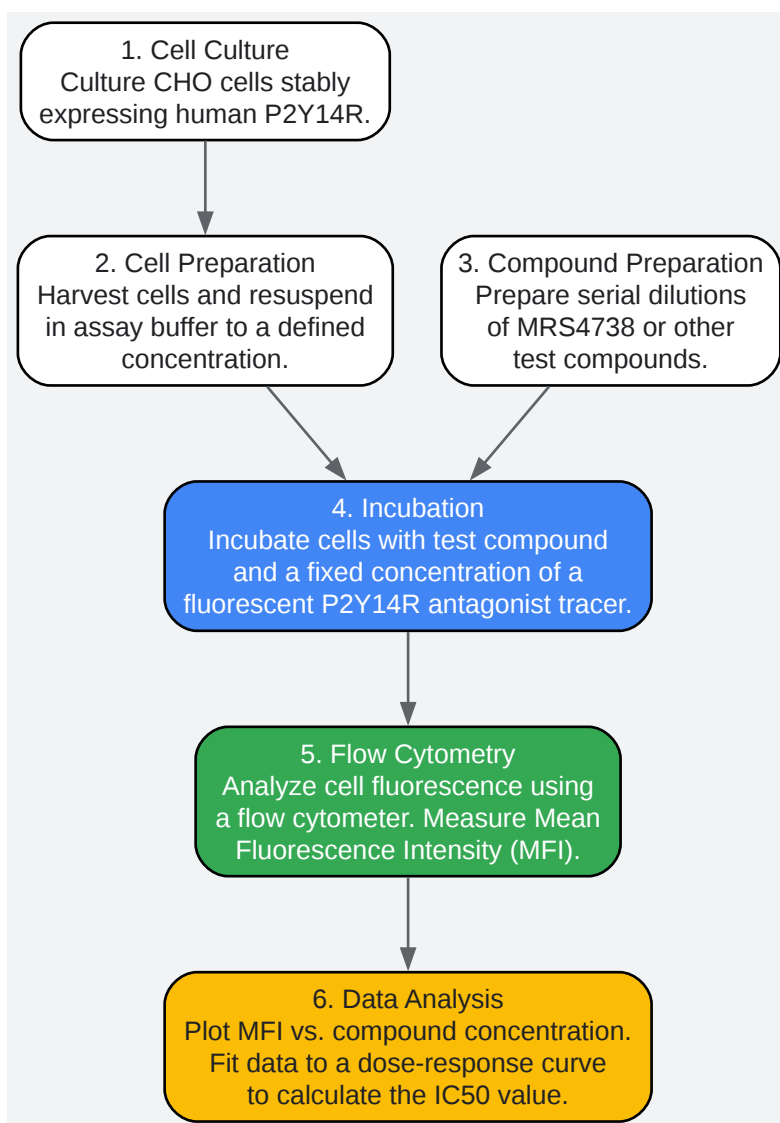 1. Cell Culture
Culture CHO cells stably
expressing human P2Y14R.
2. Cell Preparation
Harvest cells and resuspend
in assay buffer to a defined
concentration.
3. Compound Preparation
Prepare serial dilutions
of MRS4738 or other
test compounds.
4. Incubation
Incubate cells with test compound
and a fixed concentration of a
fluorescent P2Y14R antagonist tracer.
5. Flow Cytometry
Analyze cell fluorescence using
a flow cytometer. Measure Mean
Fluorescence Intensity (MFI).
6. Data Analysis
Plot MFI vs. compound concentration.
Fit data to a dose-response curve
to calculate the IC50 value.